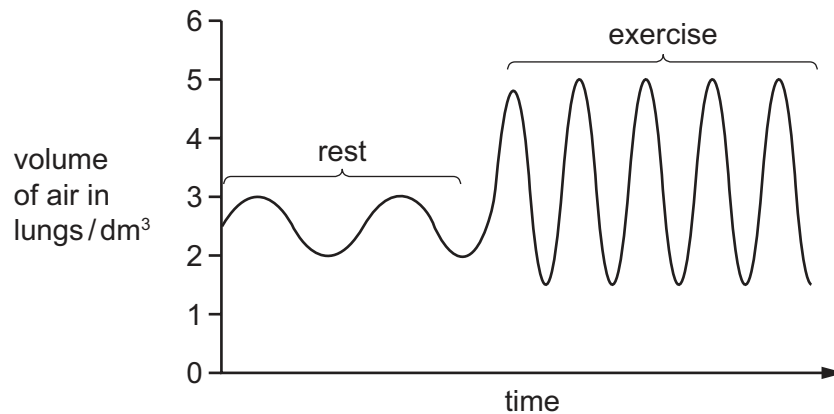 6
exercise
5
4
volume
of air in
lungs / dm³
rest
3
2
1
0
time